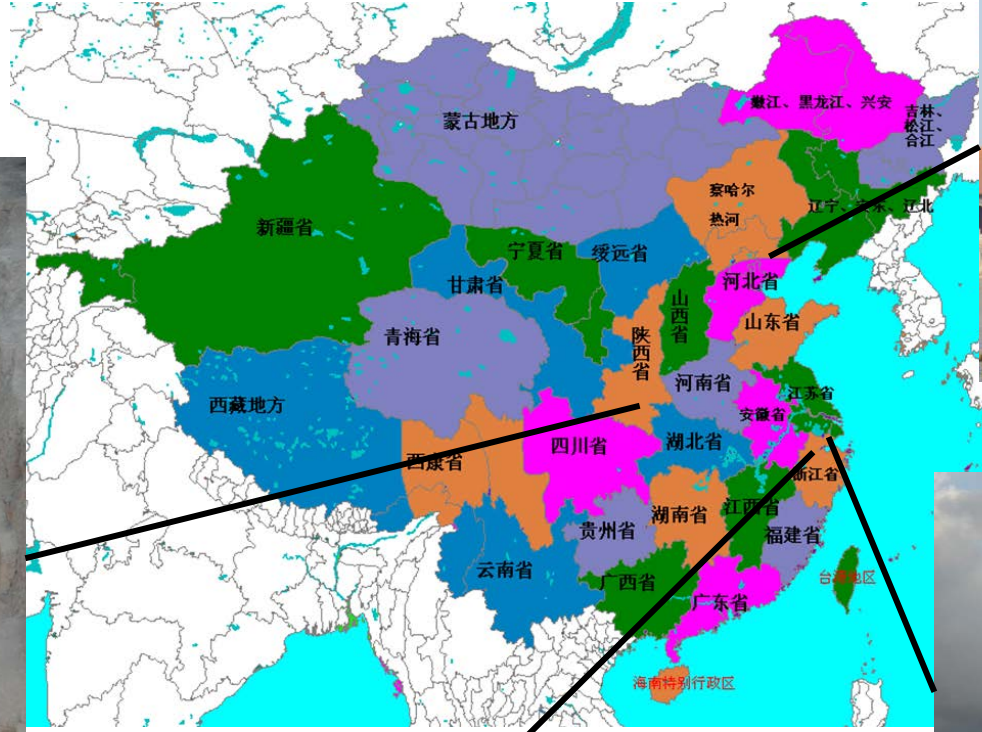 蒙古地方
嫩江、黑龙江、兴安
吉林、
松江、
合江
察哈尔
热河
辽宁、安东、辽北
新疆省
宁夏省
绥远省
甘肃省
河北省
山西省
山东省
青海省
陕西省
河南省
江苏省
西藏地方
安徽省
四川省
湖北省
西康省
浙江省
湖南省
江西省
贵州省
福建省
云南省
广西省
台湾地区
广东省
海南特别行政区